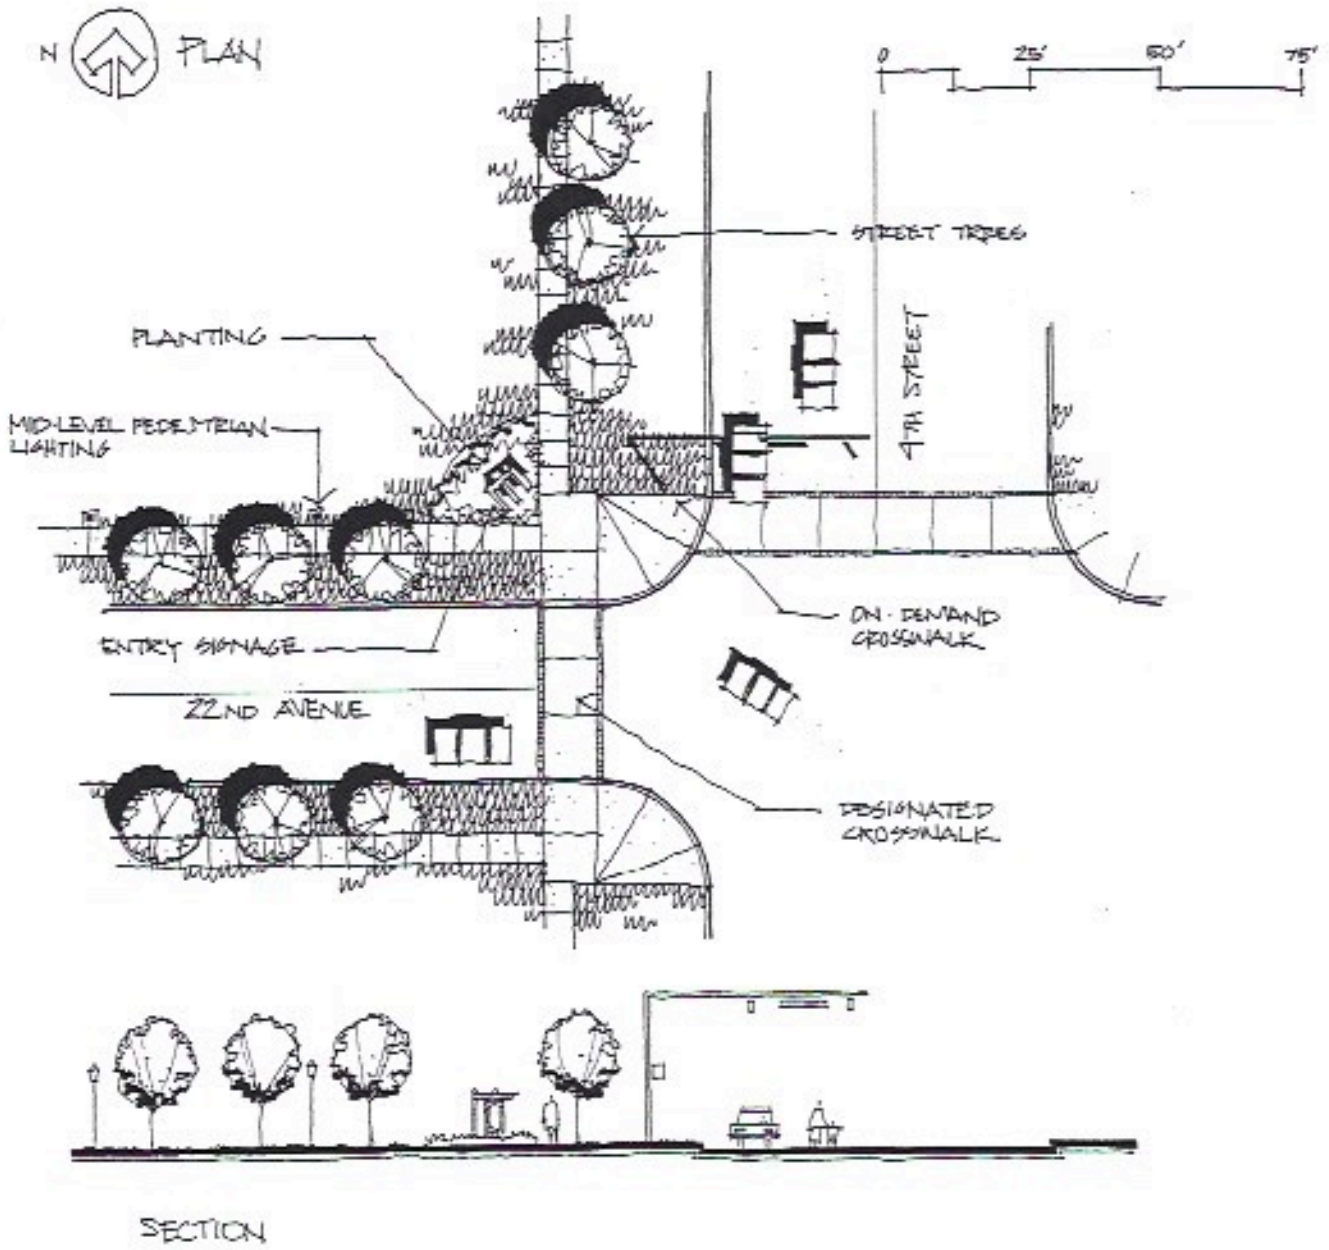 N PLAN
0 25' 50' 75'
STREET TREES
PLANTING
4TH STREET
MID-LEVEL PEDESTRIAN
LIGHTING
ON-DEMAND
CROSSWALK
ENTRY SIGNAGE
22ND AVENUE
DESIGNATED
CROSSWALK
SECTION